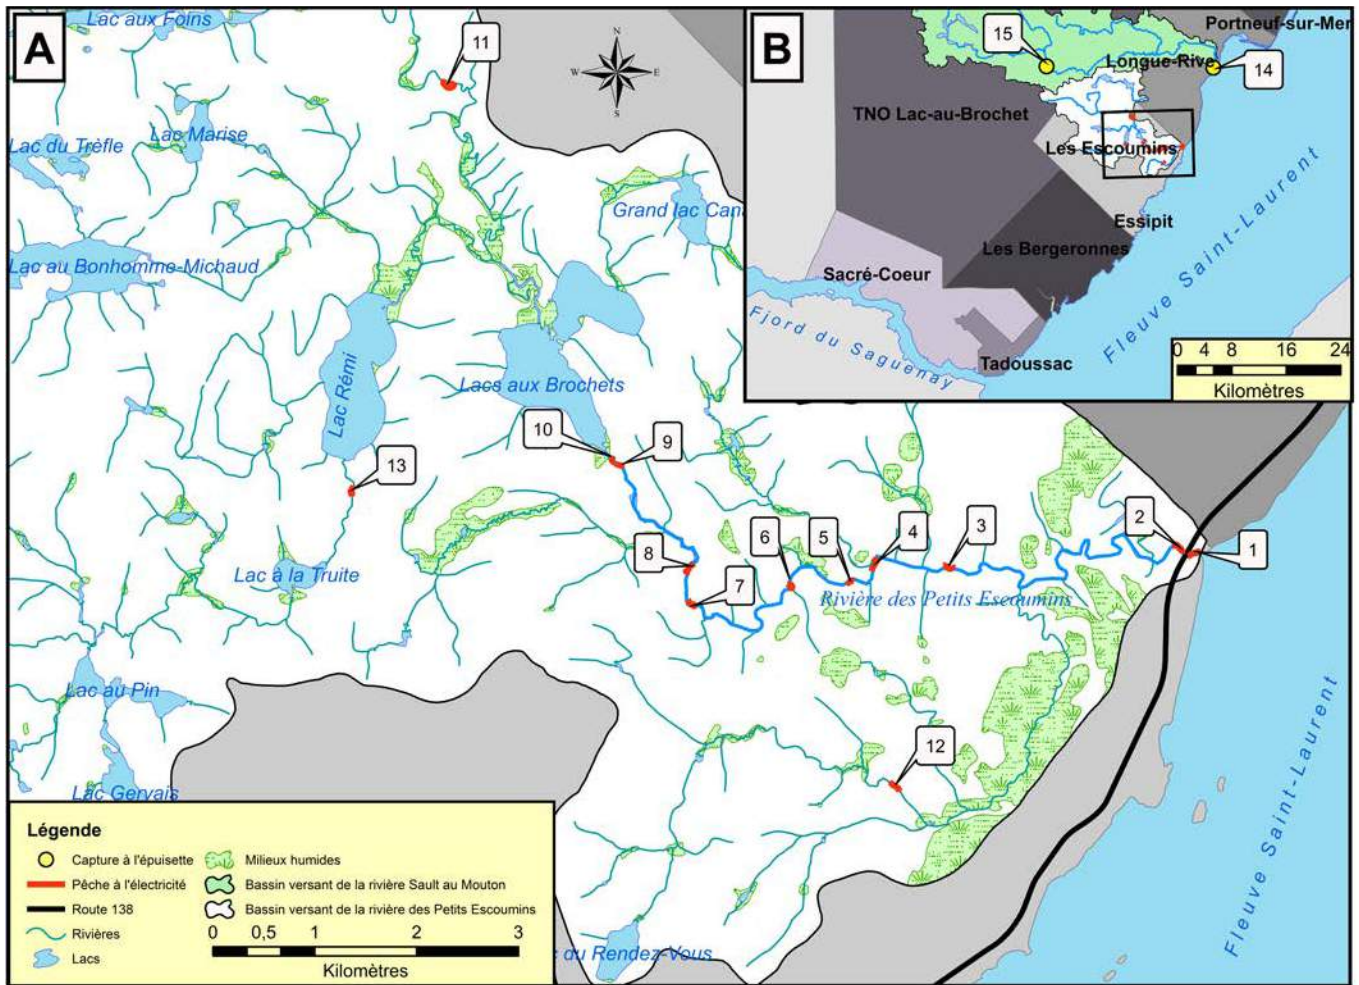 A
Lac aux Foins
11
N
W
E
S
Lac du Trèfle
Lac Marise
Grand lac
Lac au Bonhomme-Michaud
Lac Rémi
Lacs aux Brochets
10
9
13
8
7
6
5
4
3
2
1
Lac à la Truite
Rivière des Petits Escoumins
Lac au Pin
12
Lac Gervais
du Rendez-Vous
Fleuve Saint-Laurent
B
15
Portneuf-sur-Mer
Longue-Rive
14
TNO Lac-au-Brochet
Les Escoumins
Essipit
Les Bergeronnes
Sacré-Coeur
Fjord du Saguenay
Tadoussac
Fleuve Saint-Laurent
0 4 8 16 24
Kilomètres
Légende
Capture à l'épuisette
Pêche à l'électricité
Route 138
Rivières
Lacs
Milieux humides
Bassin versant de la rivière Sault au Mouton
Bassin versant de la rivière des Petits Escoumins
0 0,5 1 2 3
Kilomètres